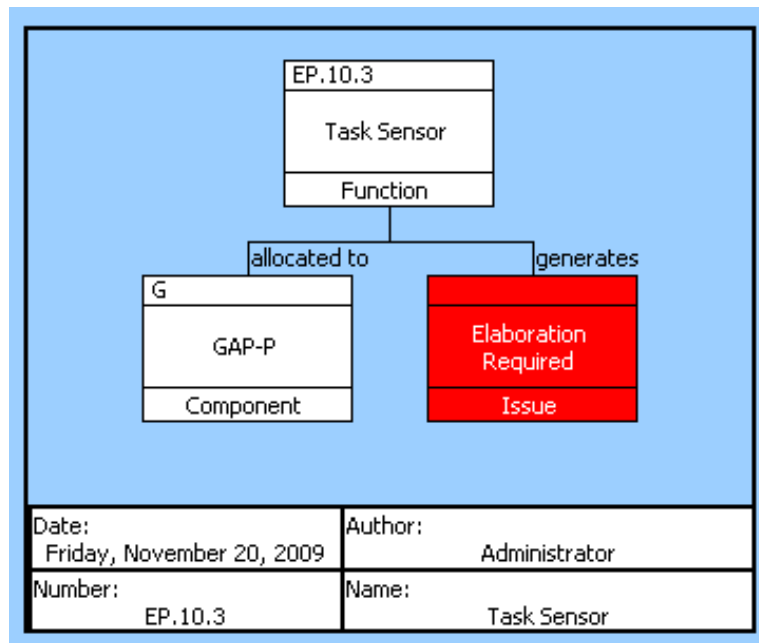 EP.10.3
Task Sensor
Function
allocated to
generates
G
GAP-P
Component
Elaboration
Required
Issue
Date:
Friday, November 20, 2009
Author:
Administrator
Number:
EP.10.3
Name:
Task Sensor